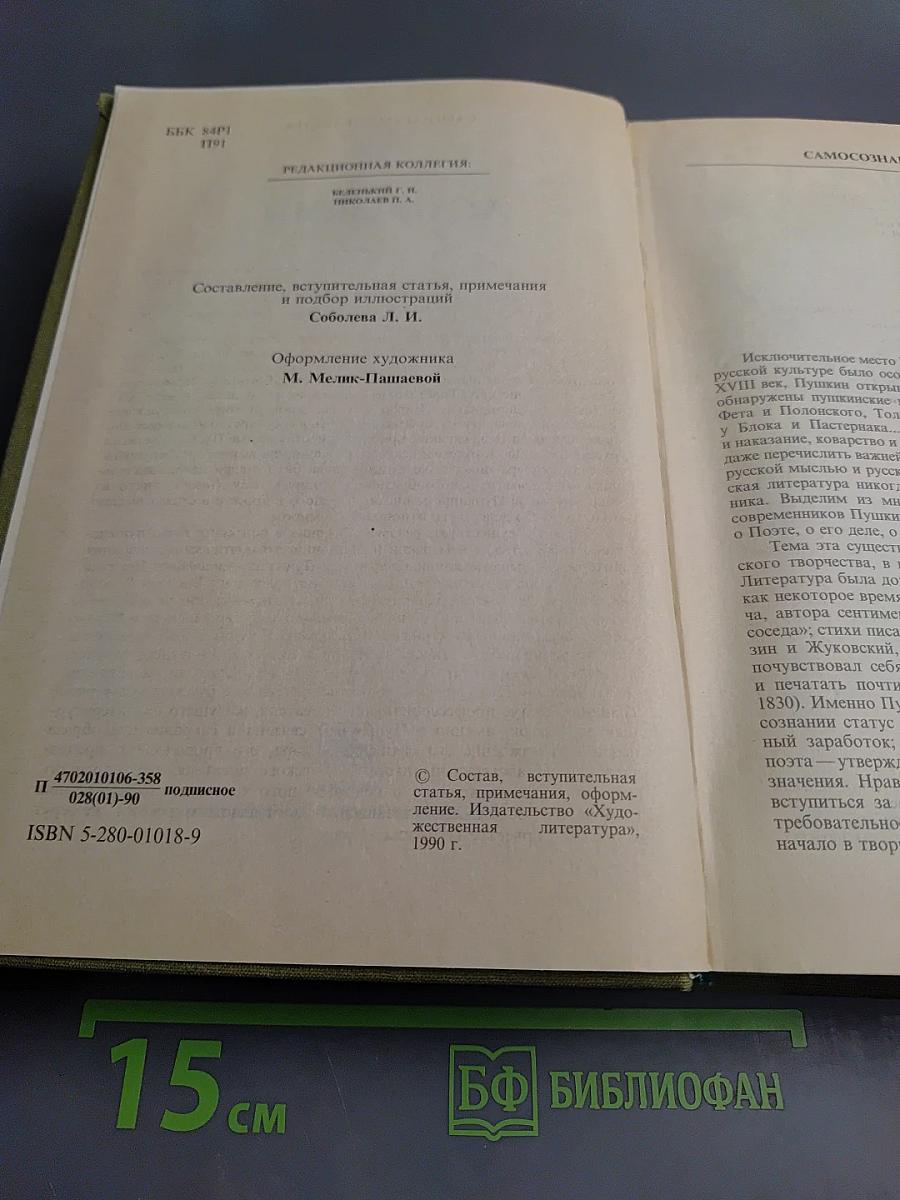 ББК 84Р1
П91
РЕДАКЦИОННАЯ КОЛЛЕГИЯ:
БЕЛЕНЬКИЙ Г. И.
НИКОЛАЕВ П. А.
Составление, вступительная статья, примечания
и подбор иллюстраций
Соболева Л. И.
Оформление художника
М. Мелик-Пашаевой
П 4702010106-358
028(01)-90 подписное
ISBN 5-280-01018-9
© Состав, вступительная
статья, примечания, оформ-
ление. Издательство «Худо-
жественная литература»,
1990 г.
САМОСОЗНА
Исключительное место
русской культуре было осо
XVIII век, Пушкин откры
обнаружены пушкинские
Фета и Полонского, Тол
у Блока и Пастернака...
и наказание, коварство и
даже перечислить важней
русской мыслью и русск
ская литература никог
ника. Выделим из мн
современников Пушки
о Поэте, о его деле, о
Тема эта сущест
ского творчества, в
Литература была до
как некоторое время
ча, автора сентиме
соседа»; стихи писа
зин и Жуковский,
почувствовал себя
и печатать почти
1830). Именно Пу
сознании статус
ный заработок;
поэта — утвержд
значения. Нрав
вступиться за
требовательно
начало в твор
15 см
БФ БИБЛИОФАН